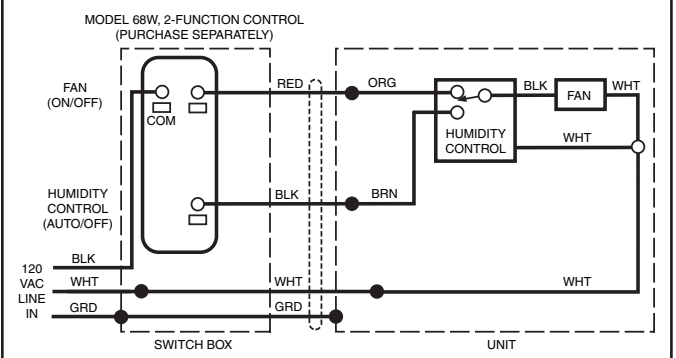 MODEL 68W, 2-FUNCTION CONTROL
(PURCHASE SEPARATELY)
FAN
(ON/OFF)
COM
RED
ORG
BLK
FAN
WHT
HUMIDITY
CONTROL
WHT
HUMIDITY
CONTROL
(AUTO/OFF)
BLK
BRN
120
VAC
LINE
IN
BLK
WHT
WHT
WHT
GRD
GRD
SWITCH BOX
UNIT